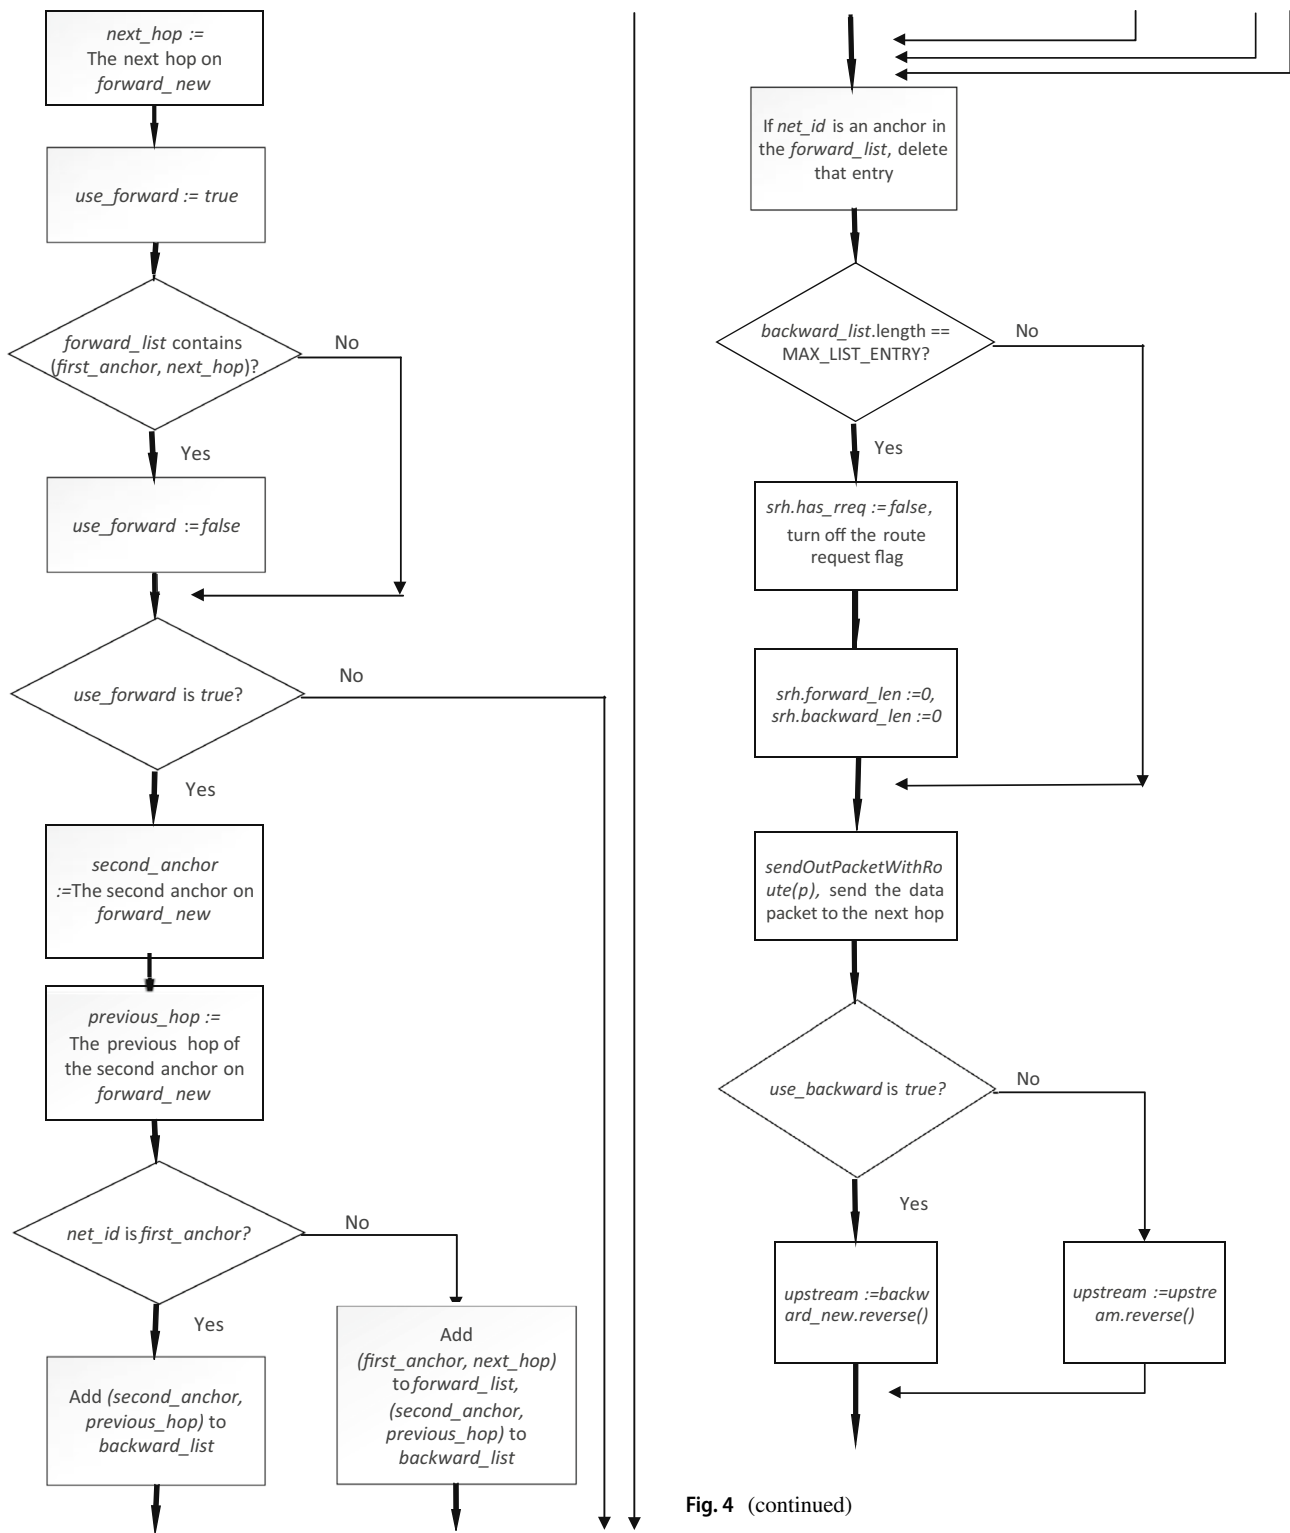 next_hop :=
The next hop on
forward_new
use_forward := true
forward_list contains
(first_anchor, next_hop)?
No
Yes
use_forward :=false
use_forward is true?
No
Yes
second_anchor
:=The second anchor on
forward_new
previous_hop :=
The previous hop of
the second anchor on
forward_new
net_id is first_anchor?
No
Yes
Add (second_anchor,
previous_hop) to
backward_list
Add
(first_anchor, next_hop)
to forward_list,
(second_anchor,
previous_hop) to
backward_list
If net_id is an anchor in
the forward_list, delete
that entry
backward_list.length ==
MAX_LIST_ENTRY?
No
Yes
srh.has_rreq :=false,
turn off the route
request flag
srh.forward_len :=0,
srh.backward_len :=0
sendOutPacketWithRo
ute(p), send the data
packet to the next hop
use_backward is true?
No
Yes
upstream :=backw
ard_new.reverse()
upstream :=upstre
am.reverse()
Fig. 4 (continued)